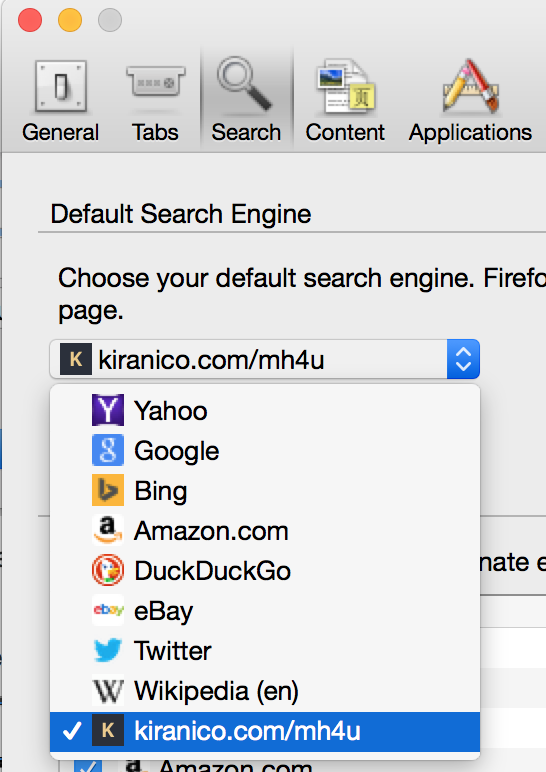 General Tabs Search Content Applications
Default Search Engine
Choose your default search engine. Firefo
page.
K kiranico.com/mh4u
Yahoo
Google
Bing
Amazon.com
DuckDuckGo
eBay
Twitter
Wikipedia (en)
K kiranico.com/mh4u
nate e
Amazon.com